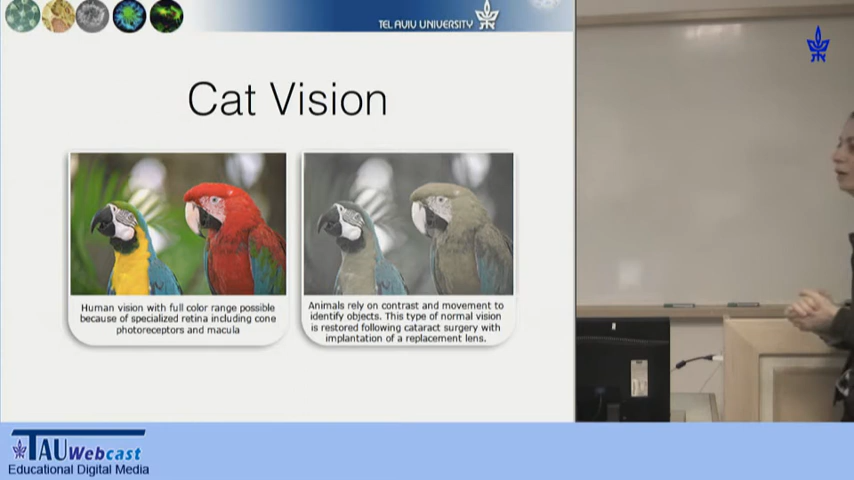 TEL AVIV UNIVERSITY
Cat Vision
Human vision with full color range possible
because of specialized retina including cone
photoreceptors and macula
Animals rely on contrast and movement to
identify objects. This type of normal vision
is restored following cataract surgery with
implantation of a replacement lens.
TAUWebcast
Educational Digital Media